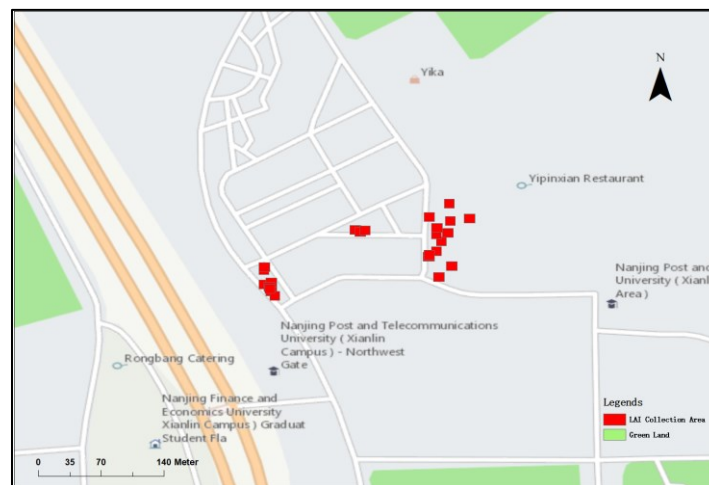 N
Yika
Yipinxian Restaurant
Nanjing Post and
University ( Xianl
Area )
Nanjing Post and Telecommunications
University ( Xianlin
Campus ) - Northwest
Gate
Rongbang Catering
Nanjing Finance and
Economics University
Xianlin Campus ) Graduat
Student Fla
Legends
LAI Collection Area
Green Land
0 35 70 140 Meter